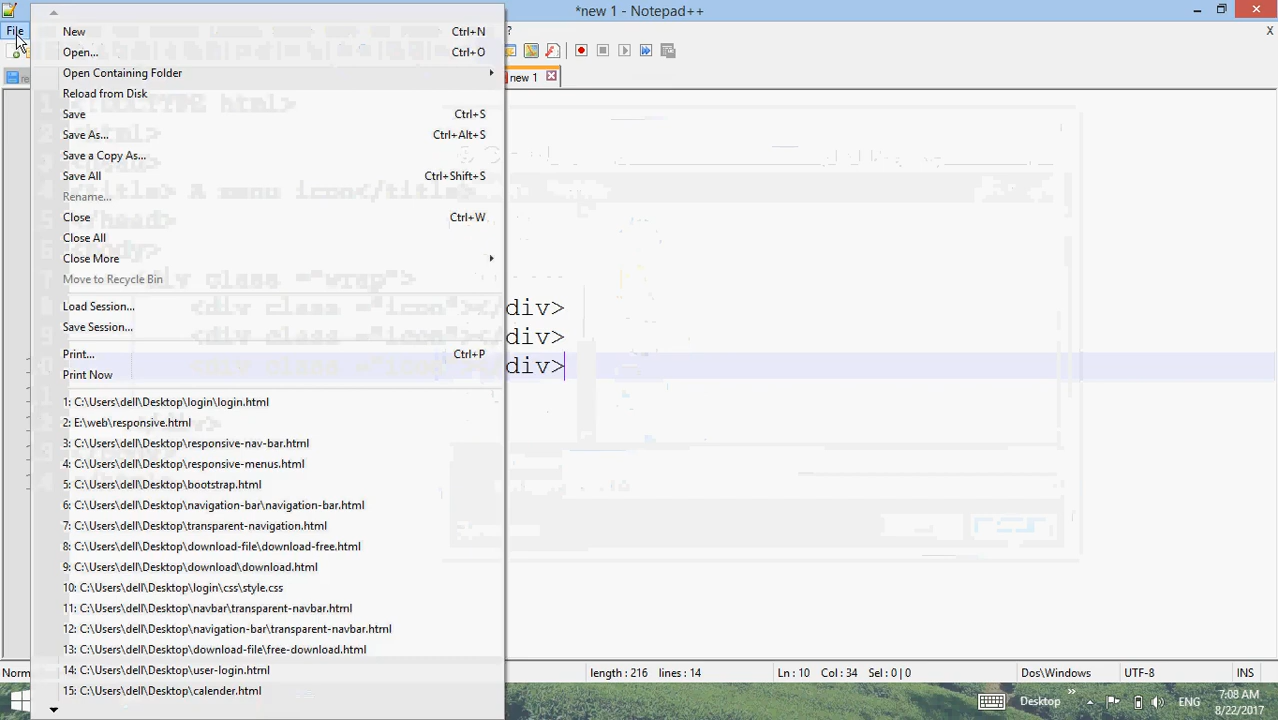 *new 1 - Notepad++
File
?
X
new 1
New Ctrl+N
Open... Ctrl+O
Open Containing Folder
Reload from Disk
Save Ctrl+S
Save As... Ctrl+Alt+S
Save a Copy As...
Save All Ctrl+Shift+S
Rename...
Close Ctrl+W
Close All
Close More
Move to Recycle Bin
Load Session...
Save Session...
Print... Ctrl+P
Print Now
1: C:\Users\dell\Desktop\login\login.html
2: E:\web\responsive.html
3: C:\Users\dell\Desktop\responsive-nav-bar.html
4: C:\Users\dell\Desktop\responsive-menus.html
5: C:\Users\dell\Desktop\bootstrap.html
6: C:\Users\dell\Desktop\navigation-bar\navigation-bar.html
7: C:\Users\dell\Desktop\transparent-navigation.html
8: C:\Users\dell\Desktop\download-file\download-free.html
9: C:\Users\dell\Desktop\download\download.html
10: C:\Users\dell\Desktop\login\css\style.css
11: C:\Users\dell\Desktop\navbar\transparent-navbar.html
12: C:\Users\dell\Desktop\navigation-bar\transparent-navbar.html
13: C:\Users\dell\Desktop\download-file\free-download.html
14: C:\Users\dell\Desktop\user-login.html
15: C:\Users\dell\Desktop\calender.html
div>
div>
div>
Norm length : 216 lines : 14 Ln : 10 Col : 34 Sel : 0 | 0 Dos\Windows UTF-8 INS
Desktop ENG 7:08 AM
8/22/2017